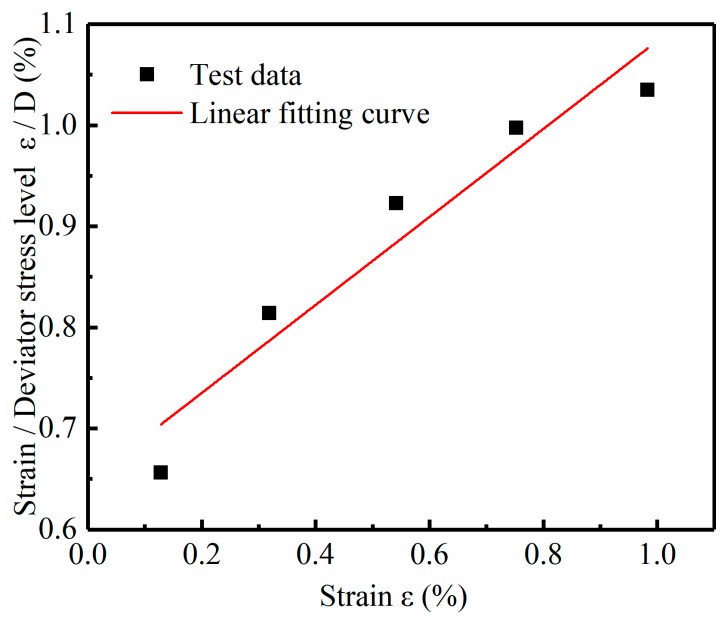 Strain / Deviator stress level ε / D (%)
1.1
1.0
0.9
0.8
0.7
0.6
Test data
Linear fitting curve
0.0 0.2 0.4 0.6 0.8 1.0
Strain ε (%)